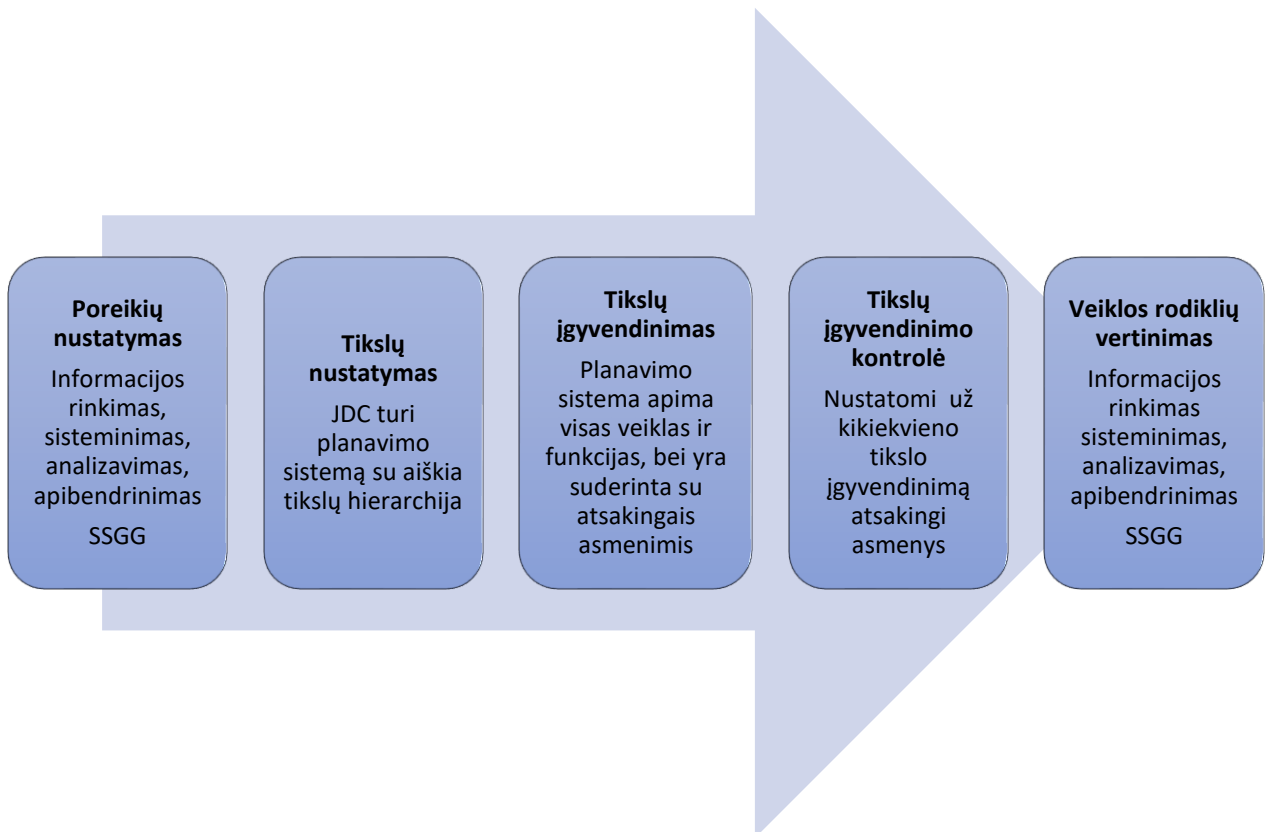 Poreikių
nustatymas
Informacijos
rinkimas,
sisteminimas,
analizavimas,
apibendrinimas
SSGG
Tikslų
nustatymas
JDC turi
planavimo
sistemą su aiškia
tikslų hierarchija
Tikslų
įgyvendinimas
Planavimo
sistema apima
visas veiklas ir
funkcijas, bei yra
suderinta su
atsakingais
asmenimis
Tikslų
įgyvendinimo
kontrolė
Nustatomi už
kikiekvieno
tikslo
įgyvendinimą
atsakingi
asmenys
Veiklos rodiklių
vertinimas
Informacijos
rinkimas
sisteminimas,
analizavimas,
apibendrinimas
SSGG